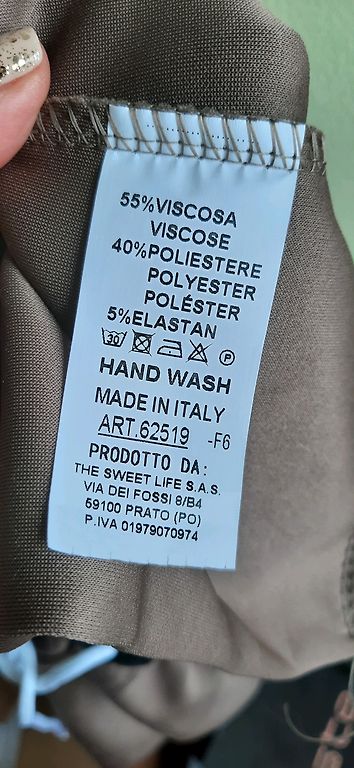 55%VISCOSA
VISCOSE
40%POLIESTERE
POLYESTER
POLÉSTER
5%ELASTAN
30 P
HAND WASH
MADE IN ITALY
ART.62519 -F6
PRODOTTO DA:
THE SWEET LIFE S.A.S.
VIA DEI FOSSI 8/B4
59100 PRATO (PO)
P.IVA 01979070974